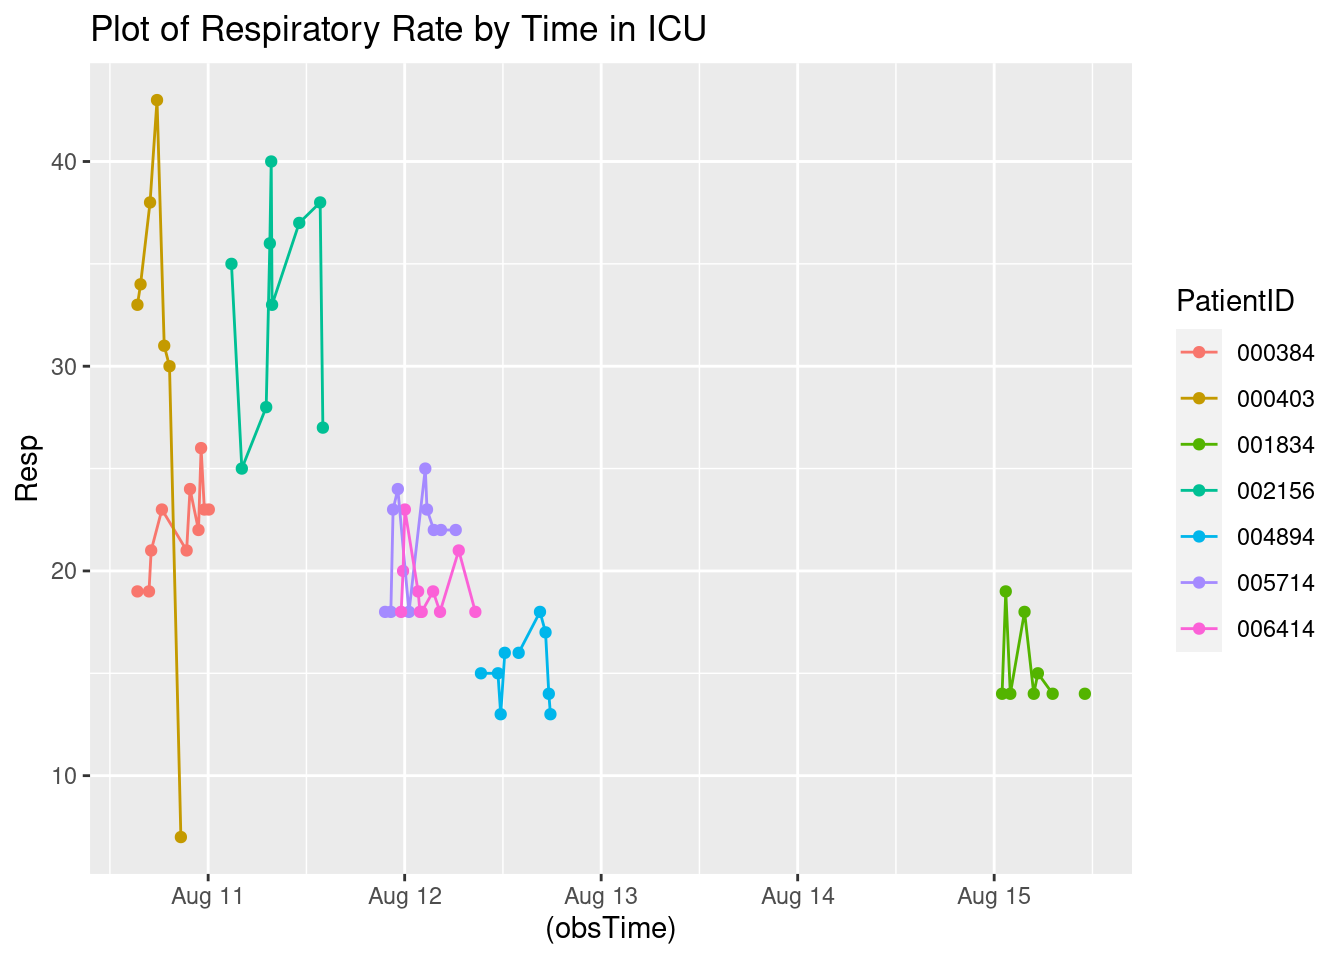 Plot of Respiratory Rate by Time in ICU
40
30
20
10
Resp
Aug 11
Aug 12
Aug 13
Aug 14
Aug 15
(obsTime)
PatientID
000384
000403
001834
002156
004894
005714
006414